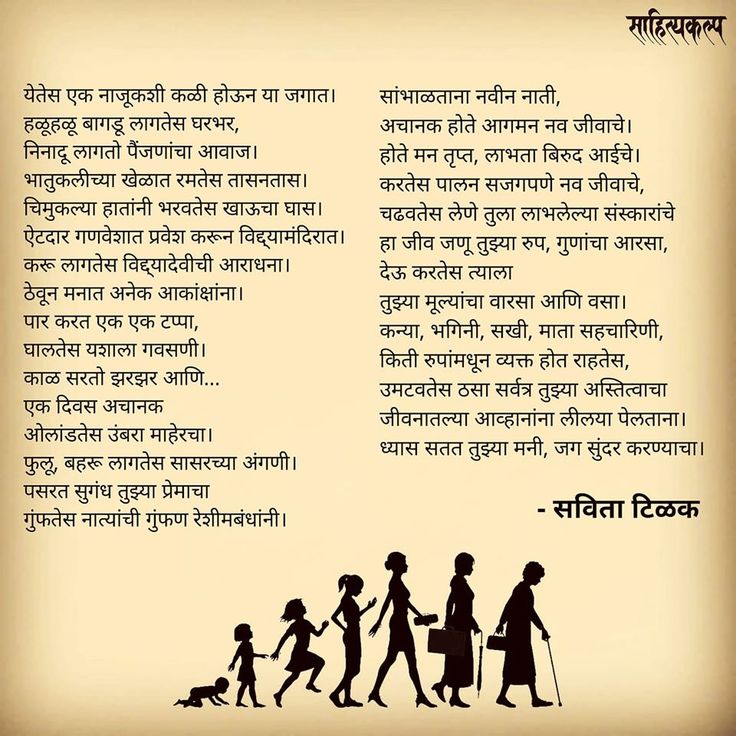 साहित्यकल्प
येतेस एक नाजूकशी कळी होऊन या जगात।
हळूहळू बागडू लागतेस घरभर,
निनादू लागतो पैंजणांचा आवाज।
भातुकलीच्या खेळात रमतेस तासनतास।
चिमुकल्या हातांनी भरवतेस खाऊचा घास।
ऐटदार गणवेशात प्रवेश करून विद्द्यामंदिरात।
करू लागतेस विद्द्यादेवीची आराधना।
ठेवून मनात अनेक आकांक्षांना।
पार करत एक एक टप्पा,
घालतेस यशाला गवसणी।
काळ सरतो झरझर आणि...
एक दिवस अचानक
ओलांडतेस उंबरा माहेरचा।
फुलू, बहरू लागतेस सासरच्या अंगणी।
पसरत सुगंध तुझ्या प्रेमाचा
गुंफतेस नात्यांची गुंफण रेशीमबंधांनी।
सांभाळताना नवीन नाती,
अचानक होते आगमन नव जीवाचे।
होते मन तृप्त, लाभता बिरुद आईचे।
करतेस पालन सजगपणे नव जीवाचे,
चढवतेस लेणे तुला लाभलेल्या संस्कारांचे
हा जीव जणू तुझ्या रुप, गुणांचा आरसा,
देऊ करतेस त्याला
तुझ्या मूल्यांचा वारसा आणि वसा।
कन्या, भगिनी, सखी, माता सहचारिणी,
किती रुपांमधून व्यक्त होत राहतेस,
उमटवतेस ठसा सर्वत्र तुझ्या अस्तित्वाचा
जीवनातल्या आव्हानांना लीलया पेलताना।
ध्यास सतत तुझ्या मनी, जग सुंदर करण्याचा।
- सविता टिळक